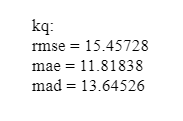 kq:
rmse = 15.45728
mae = 11.81838
mad = 13.64526